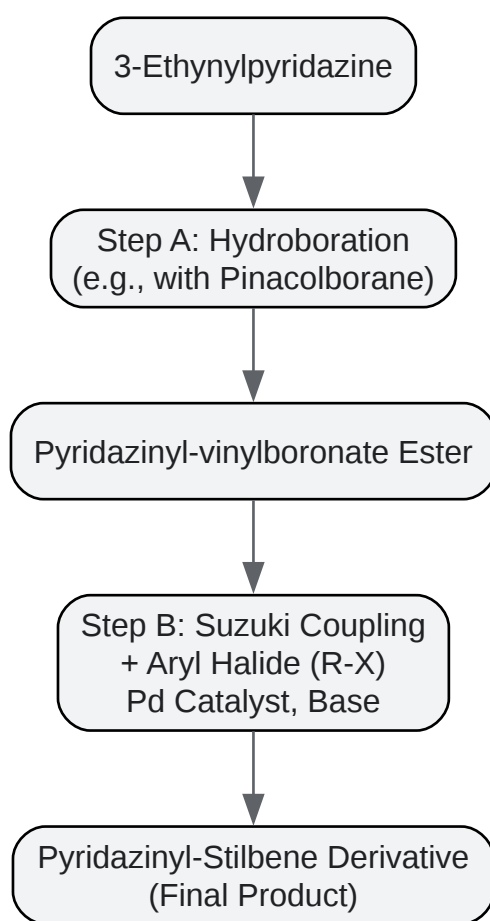 3-Ethynylpyridazine
Step A: Hydroboration
(e.g., with Pinacolborane)
Pyridazinyl-vinylboronate Ester
Step B: Suzuki Coupling
+ Aryl Halide (R-X)
Pd Catalyst, Base
Pyridazinyl-Stilbene Derivative
(Final Product)